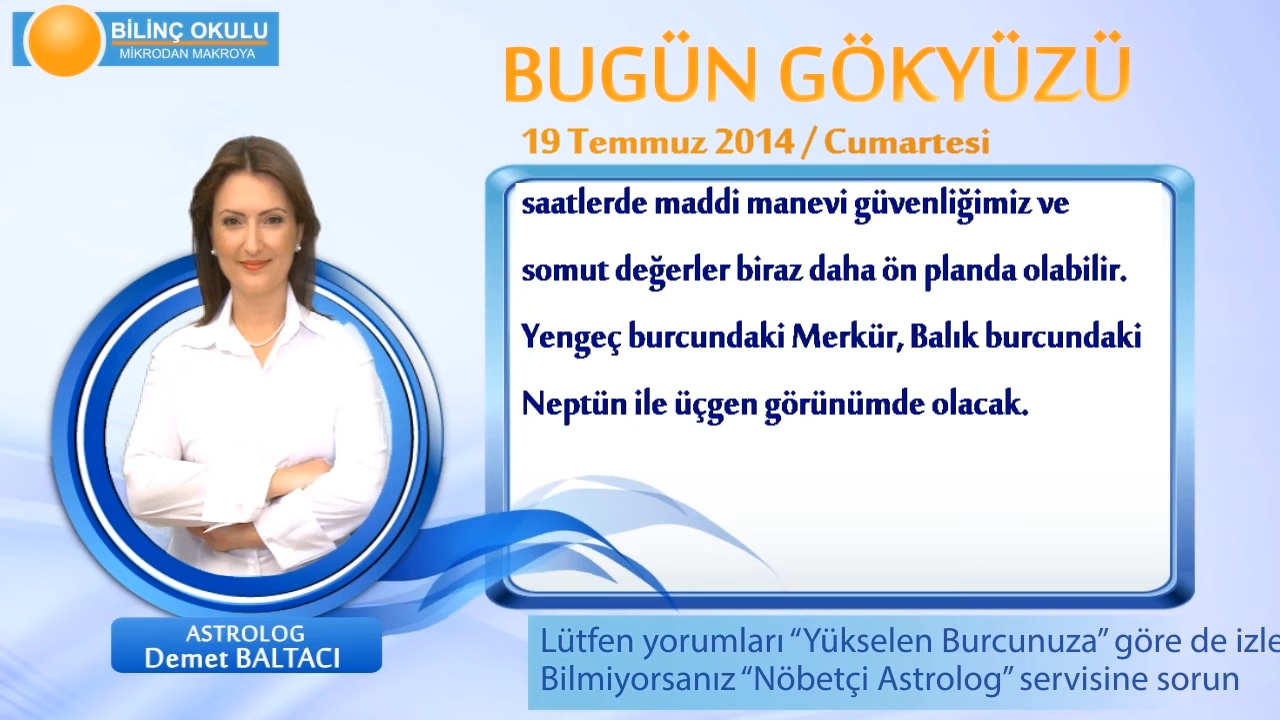 BİLİNÇ OKULU
MİKRODAN MAKROYA
BUGÜN GÖKYÜZÜ
19 Temmuz 2014 / Cumartesi
saatlerde maddi manevi güvenliğimiz ve
somut değerler biraz daha ön planda olabilir.
Yengeç burcundaki Merkür, Balık burcundaki
Neptün ile üçgen görünümde olacak.
ASTROLOG
Demet BALTACI
Lütfen yorumları “Yükselen Burcunuza” göre de izle
Bilmiyorsanız “Nöbetçi Astrolog” servisine sorun